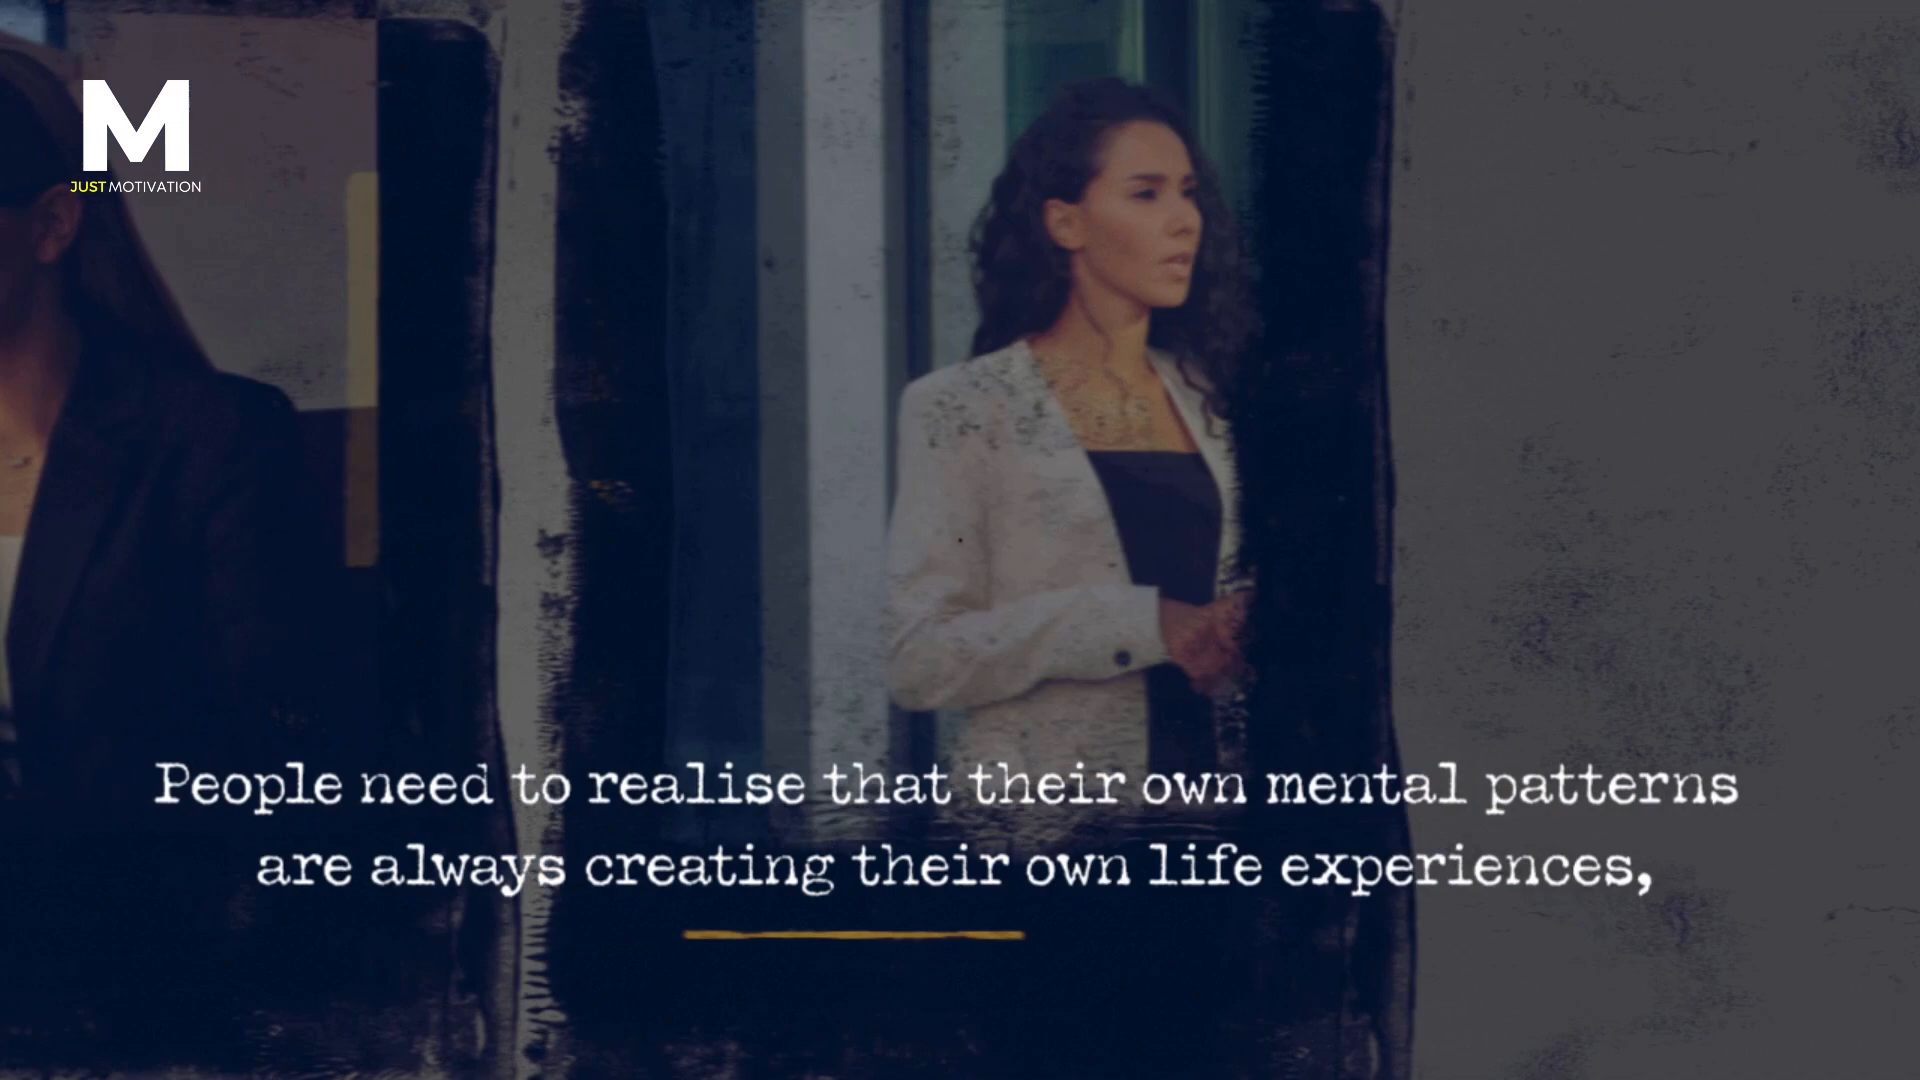 M
JUST MOTIVATION
People need to realise that their own mental patterns
are always creating their own life experiences,